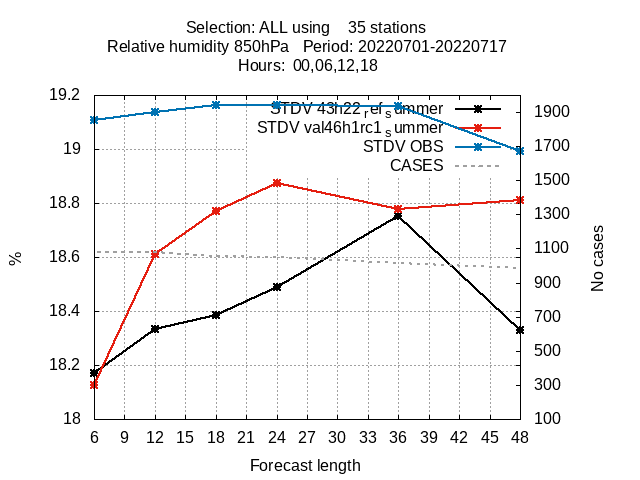 Selection: ALL using    35 stations
Relative humidity 850hPa   Period: 20220701-20220717
Hours:  00,06,12,18
STDV 43h22refsummer
STDV val46h1rc1summer
STDV OBS
CASES
19.2
19
18.8
18.6
18.4
18.2
18
%
1900
1700
1500
1300
1100
900
700
500
300
100
No cases
6 9 12 15 18 21 24 27 30 33 36 39 42 45 48
Forecast length